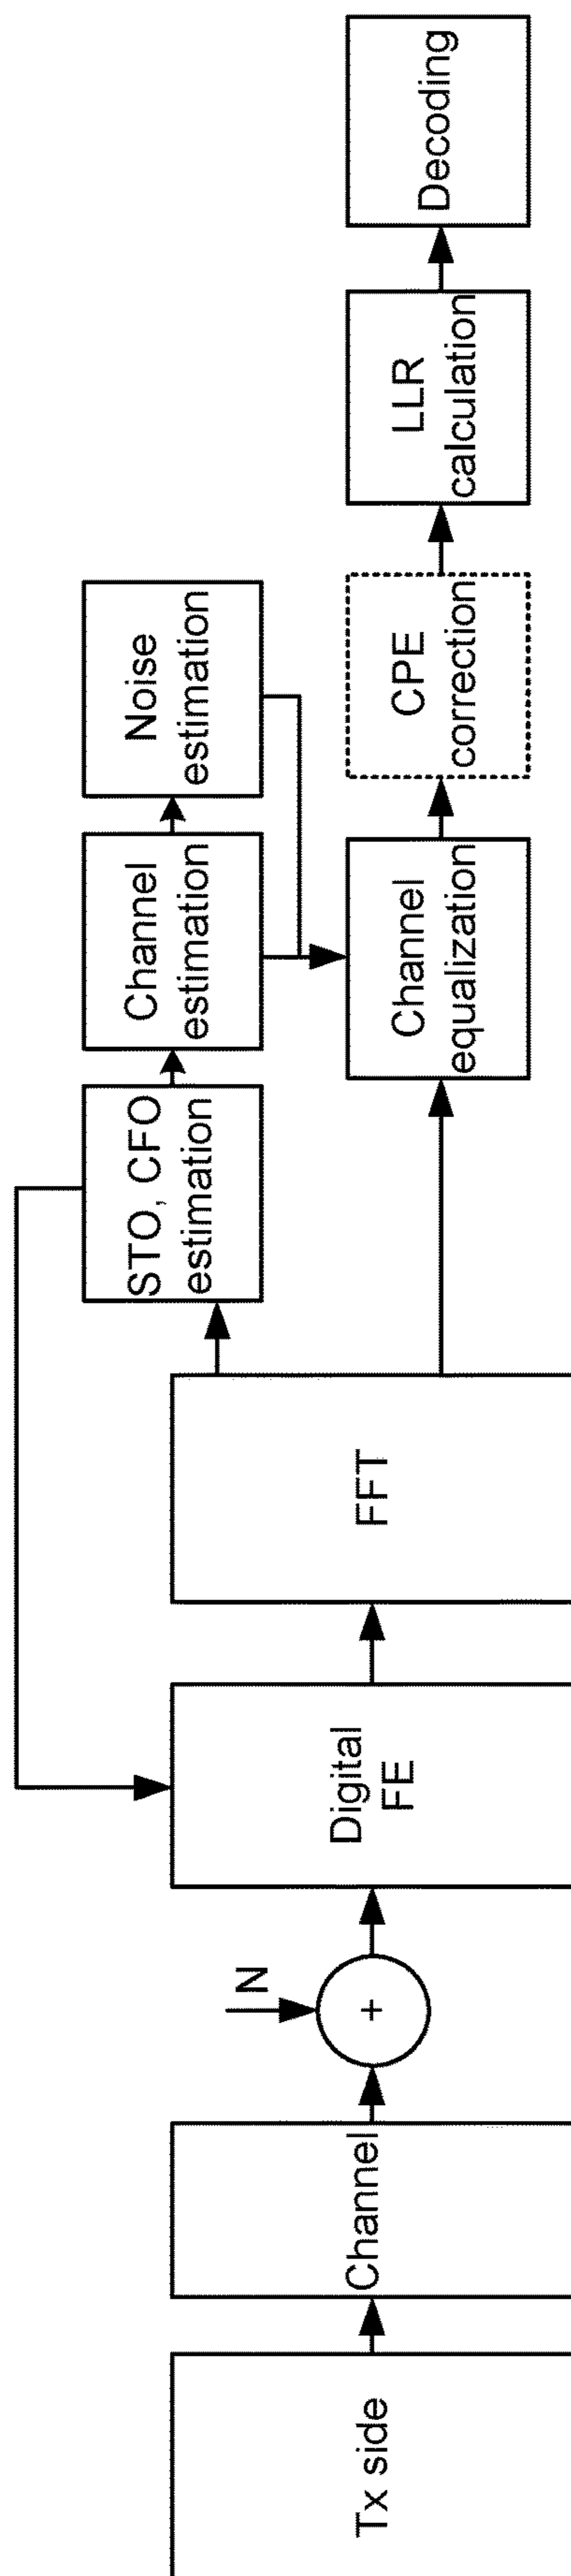 Tx side
Channel
N
+
Digital
FE
FFT
STO, CFO
estimation
Channel
estimation
Noise
estimation
Channel
equalization
CPE
correction
LLR
calculation
Decoding